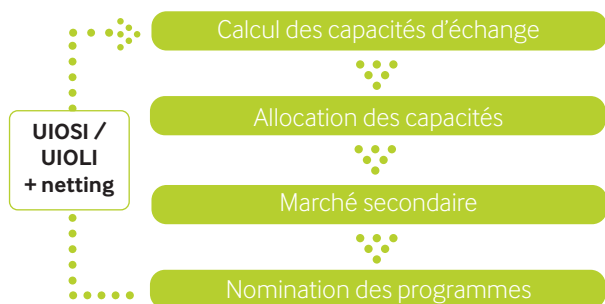 Calcul des capacités d'échange
Allocation des capacités
UIOSI /
UIOLI
+ netting
Marché secondaire
Nomination des programmes